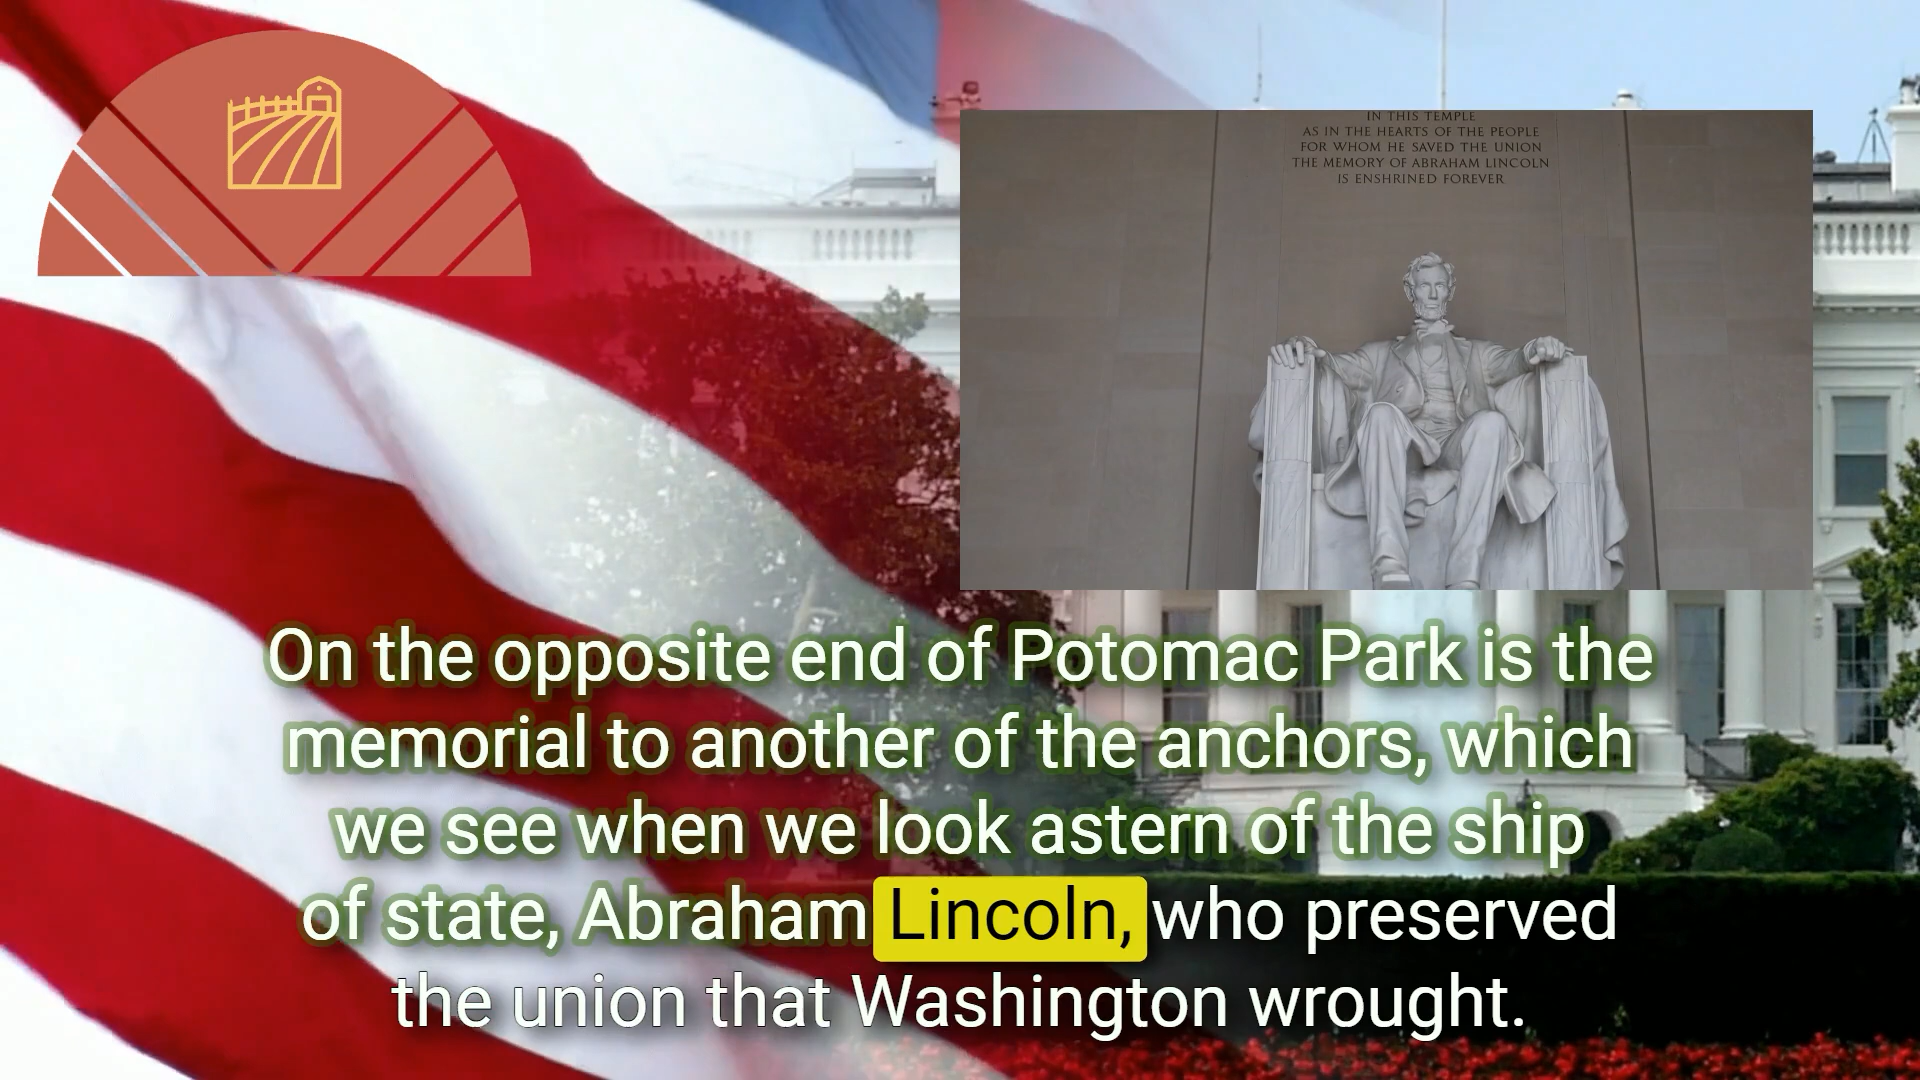 IN THIS TEMPLE
AS IN THE HEARTS OF THE PEOPLE
FOR WHOM HE SAVED THE UNION
THE MEMORY OF ABRAHAM LINCOLN
IS ENSHRINED FOREVER
On the opposite end of Potomac Park is the
memorial to another of the anchors, which
we see when we look astern of the ship
of state, Abraham Lincoln, who preserved
the union that Washington wrought.